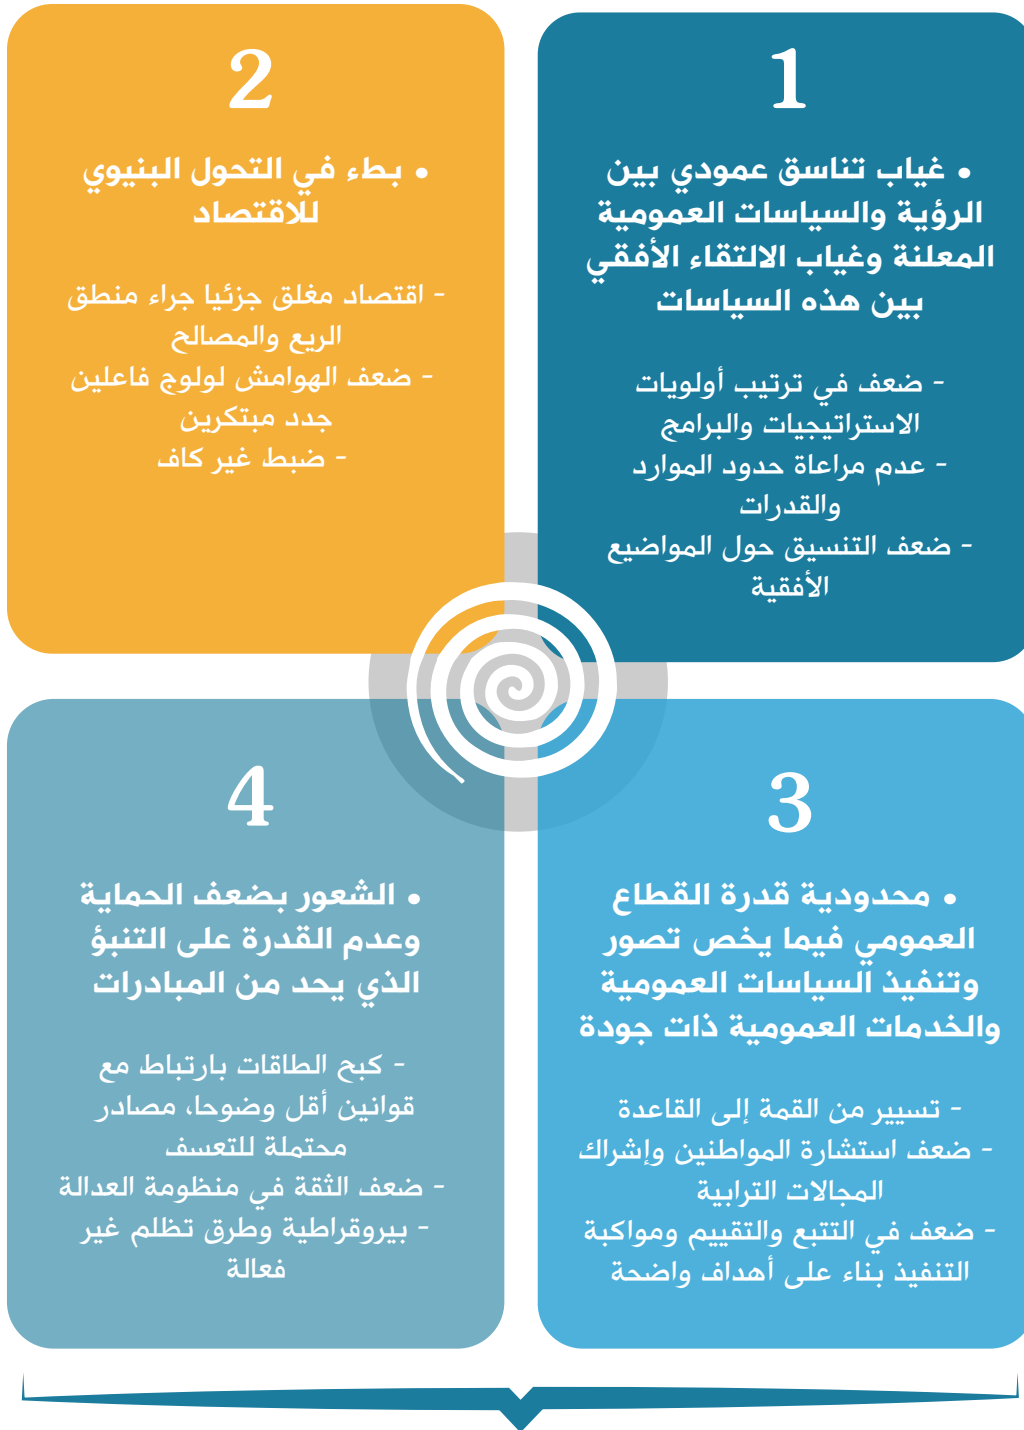 1
• غياب تناسق عمودي بين
الرؤية والسياسات العمومية
المعلنة وغياب الالتقاء الأفقي
بين هذه السياسات
- ضعف في ترتيب أولويات
الاستراتيجيات والبرامج
- عدم مراعاة حدود الموارد
والقدرات
- ضعف التنسيق حول المواضيع
الأفقية
2
• بطء في التحول البنيوي
للاقتصاد
- اقتصاد مغلق جزئيا جراء منطق
الريع والمصالح
- ضعف الهوامش لولوج فاعلين
جدد مبتكرين
- ضبط غير كاف
3
• محدودية قدرة القطاع
العمومي فيما يخص تصور
وتنفيذ السياسات العمومية
والخدمات العمومية ذات جودة
- تسيير من القمة إلى القاعدة
- ضعف استشارة المواطنين وإشراك
المجالات الترابية
- ضعف في التتبع والتقييم ومواكبة
التنفيذ بناء على أهداف واضحة
4
• الشعور بضعف الحماية
وعدم القدرة على التنبؤ
الذي يحد من المبادرات
- كبح الطاقات بارتباط مع
قوانين أقل وضوحا، مصادر
محتملة للتعسف
- ضعف الثقة في منظومة العدالة
- بيروقراطية وطرق تظلم غير
فعالة